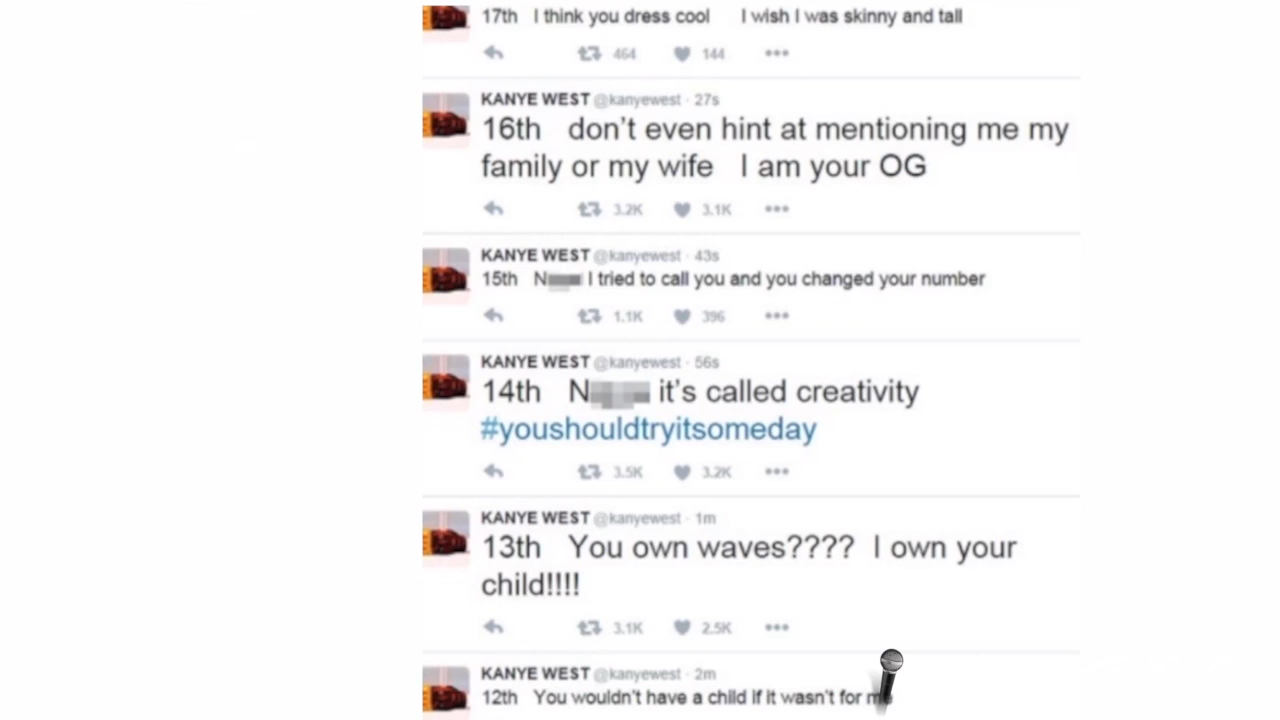 17th I think you dress cool I wish I was skinny and tall
464 144
KANYE WEST @kanyewest · 27s
16th don't even hint at mentioning me my
family or my wife I am your OG
3.2K 3.1K
KANYE WEST @kanyewest · 43s
15th N I tried to call you and you changed your number
1.1K 396
KANYE WEST @kanyewest · 56s
14th N it's called creativity
#youshouldtryitsomeday
3.5K 3.2K
KANYE WEST @kanyewest · 1m
13th You own waves???? I own your
child!!!!
3.1K 2.5K
KANYE WEST @kanyewest · 2m
12th You wouldn't have a child if it wasn't for me